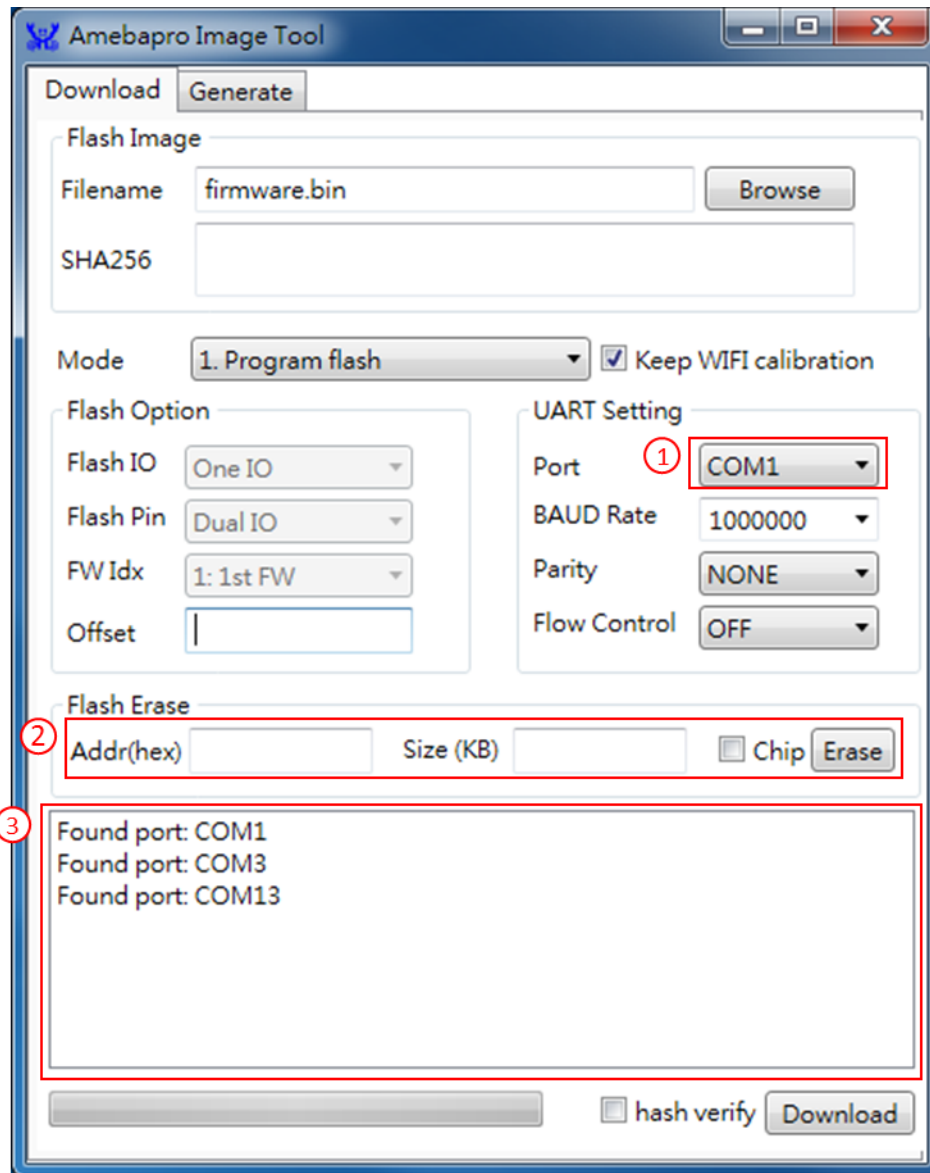 Amebapro Image Tool
Download Generate
Flash Image
Filename firmware.bin Browse
SHA256
Mode 1. Program flash Keep WIFI calibration
Flash Option
Flash IO One IO
Flash Pin Dual IO
FW Idx 1: 1st FW
Offset
UART Setting
Port 1 COM1
BAUD Rate 1000000
Parity NONE
Flow Control OFF
Flash Erase
2 Addr(hex) Size (KB) Chip Erase
3
Found port: COM1
Found port: COM3
Found port: COM13
hash verify Download